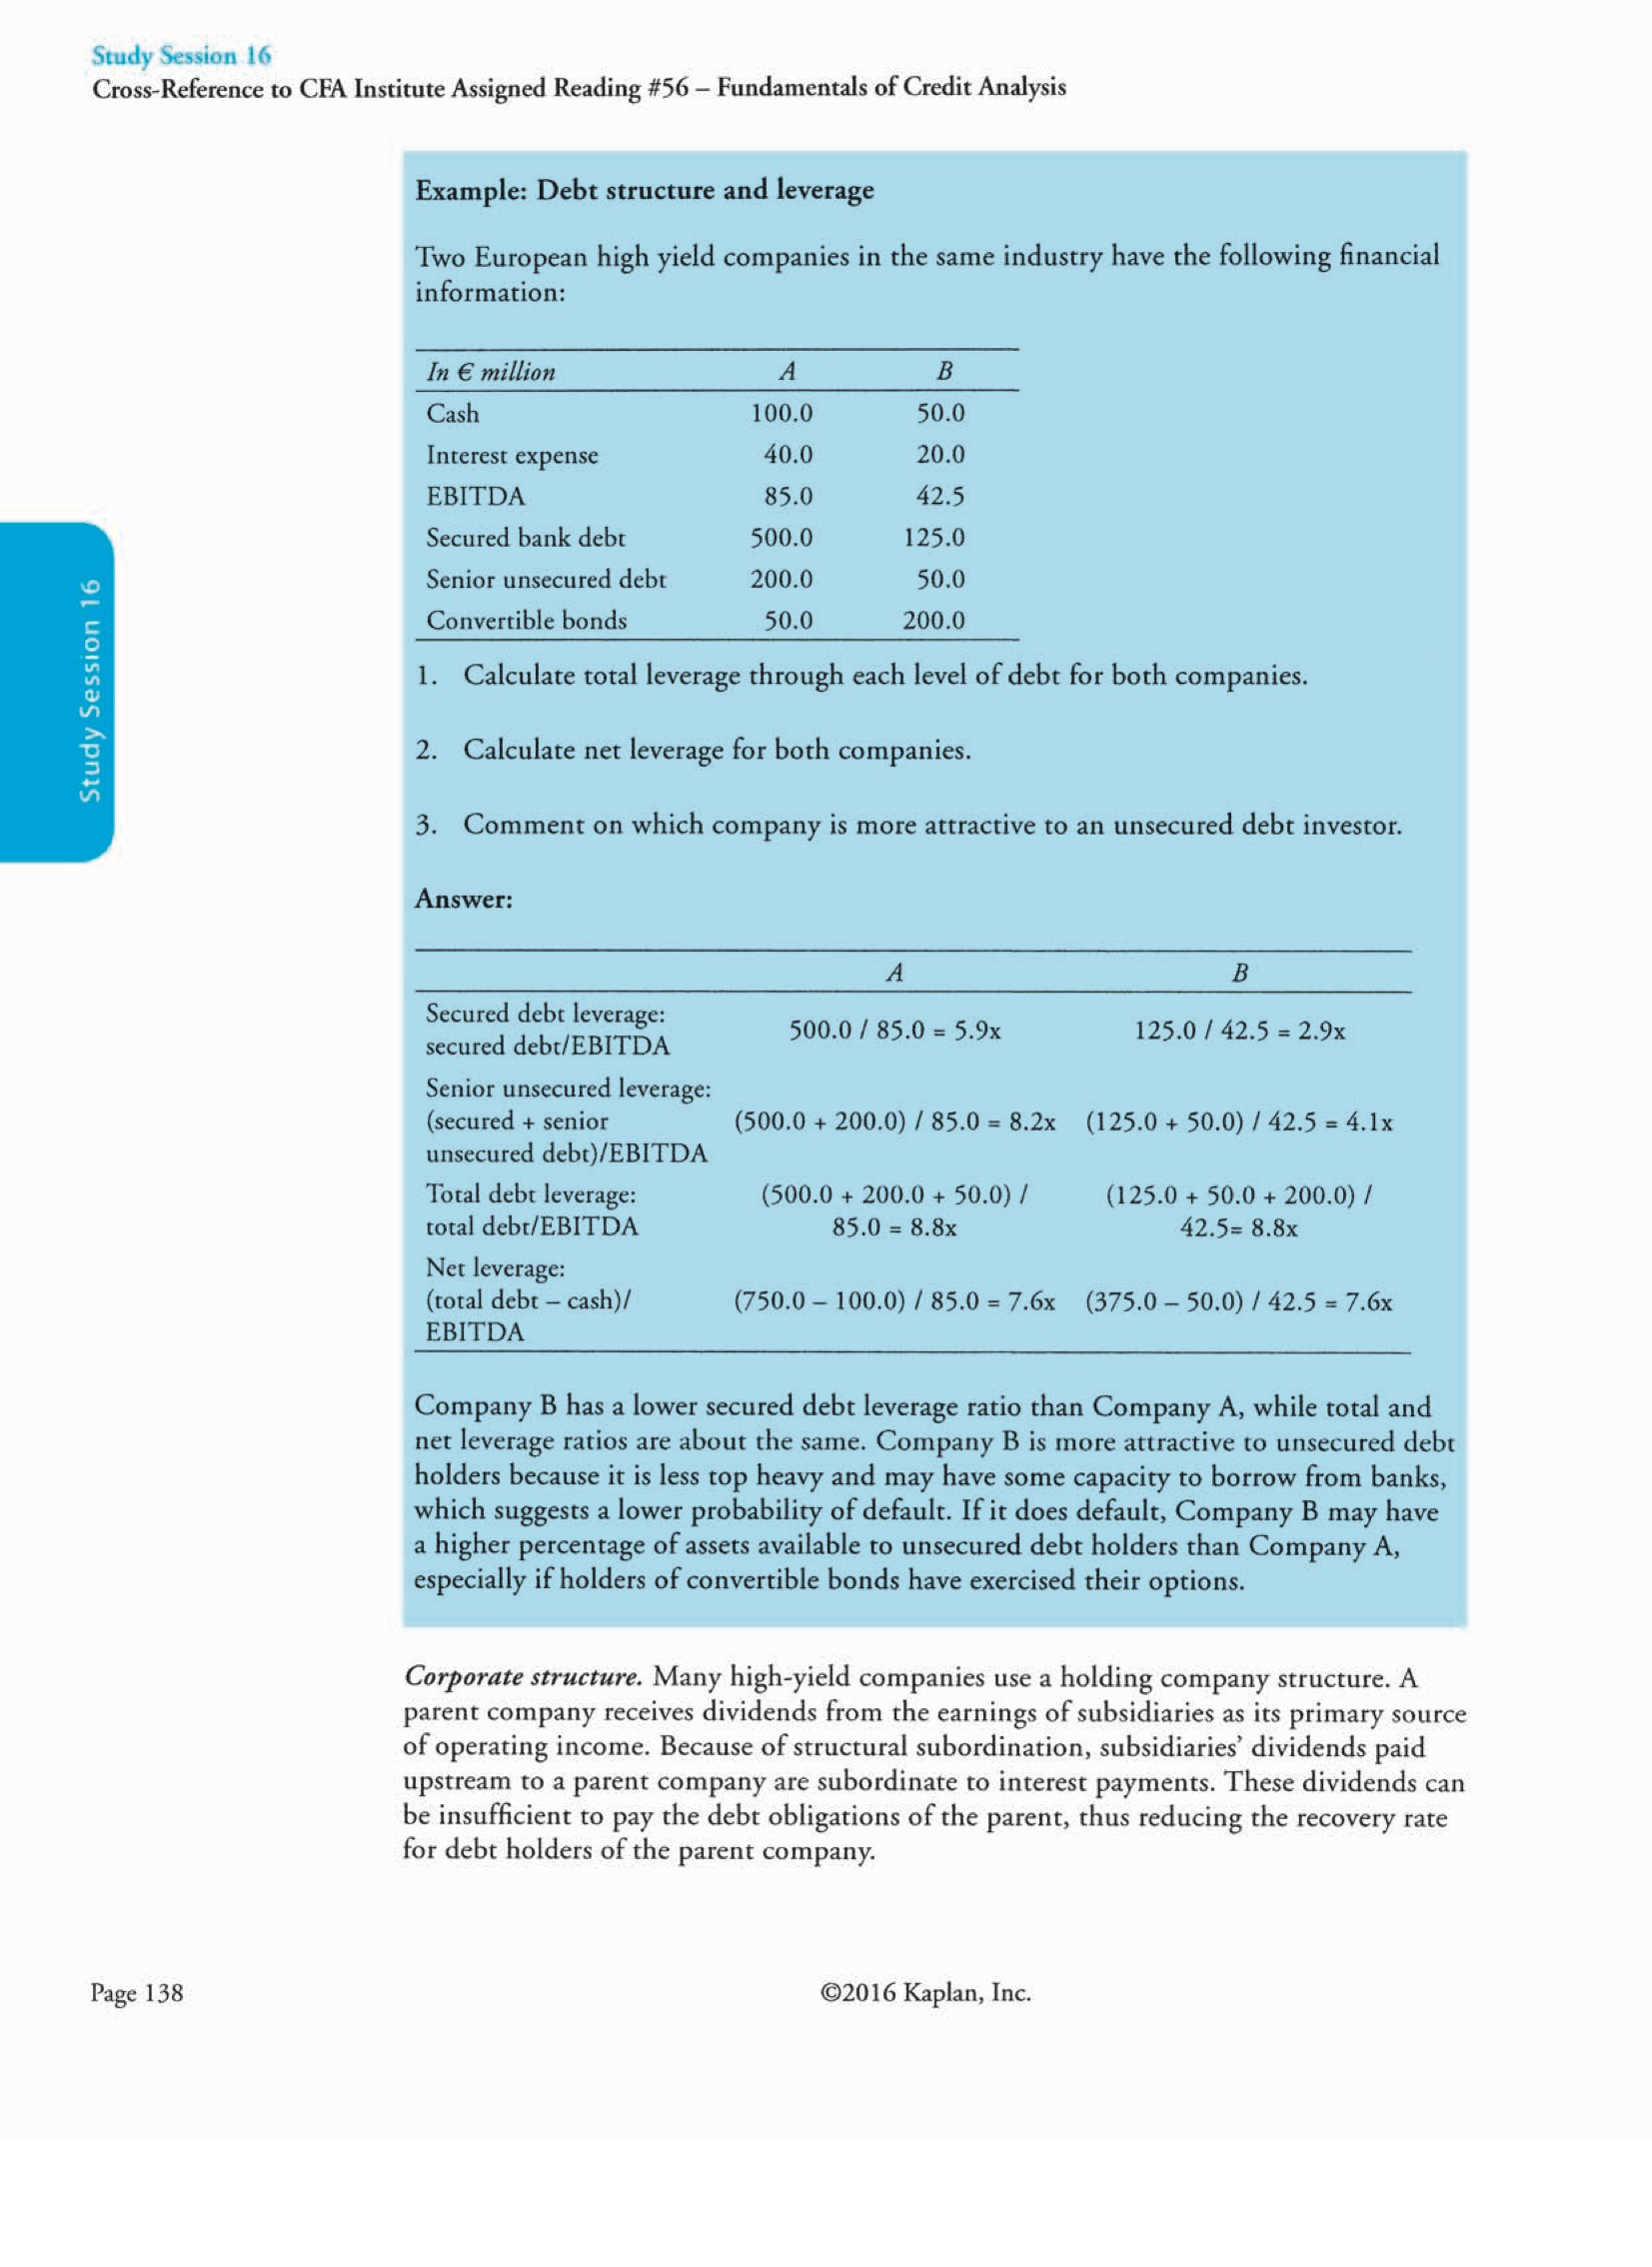 Study Session 16
Cross-Reference to CFA Institute Assigned Reading #56 – Fundamentals of Credit Analysis
Example: Debt structure and leverage
Two European high yield companies in the same industry have the following financial
information:
In € million A B
Cash 100.0 50.0
Interest expense 40.0 20.0
EBITDA 85.0 42.5
Secured bank debt 500.0 125.0
Senior unsecured debt 200.0 50.0
Convertible bonds 50.0 200.0
1. Calculate total leverage through each level of debt for both companies.
2. Calculate net leverage for both companies.
3. Comment on which company is more attractive to an unsecured debt investor.
Study Session 16
Answer:
A B
Secured debt leverage:
secured debt/EBITDA 500.0 / 85.0 = 5.9x 125.0 / 42.5 = 2.9x
Senior unsecured leverage:
(secured + senior (500.0 + 200.0) / 85.0 = 8.2x (125.0 + 50.0) / 42.5 = 4.1x
unsecured debt)/EBITDA
Total debt leverage: (500.0 + 200.0 + 50.0) / (125.0 + 50.0 + 200.0) /
total debt/EBITDA 85.0 = 8.8x 42.5= 8.8x
Net leverage:
(total debt – cash)/ (750.0 – 100.0) / 85.0 = 7.6x (375.0 – 50.0) / 42.5 = 7.6x
EBITDA
Company B has a lower secured debt leverage ratio than Company A, while total and
net leverage ratios are about the same. Company B is more attractive to unsecured debt
holders because it is less top heavy and may have some capacity to borrow from banks,
which suggests a lower probability of default. If it does default, Company B may have
a higher percentage of assets available to unsecured debt holders than Company A,
especially if holders of convertible bonds have exercised their options.
Corporate structure. Many high-yield companies use a holding company structure. A
parent company receives dividends from the earnings of subsidiaries as its primary source
of operating income. Because of structural subordination, subsidiaries' dividends paid
upstream to a parent company are subordinate to interest payments. These dividends can
be insufficient to pay the debt obligations of the parent, thus reducing the recovery rate
for debt holders of the parent company.
Page 138 ©2016 Kaplan, Inc.